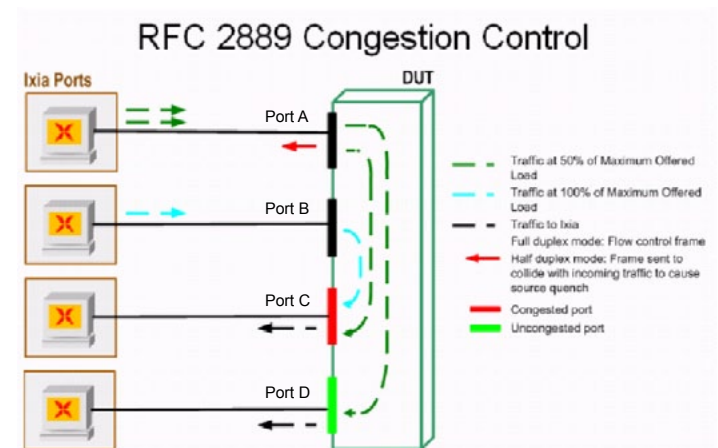 RFC 2889 Congestion Control
Ixia Ports
DUT
Port A
Port B
Port C
Port D
Traffic at 50% of Maximum Offered
Load
Traffic at 100% of Maximum Offered
Load
Traffic to Ixia
Full duplex mode: Flow control frame
Half duplex mode: Frame sent to
collide with incoming traffic to cause
source quench
Congested port
Uncongested port